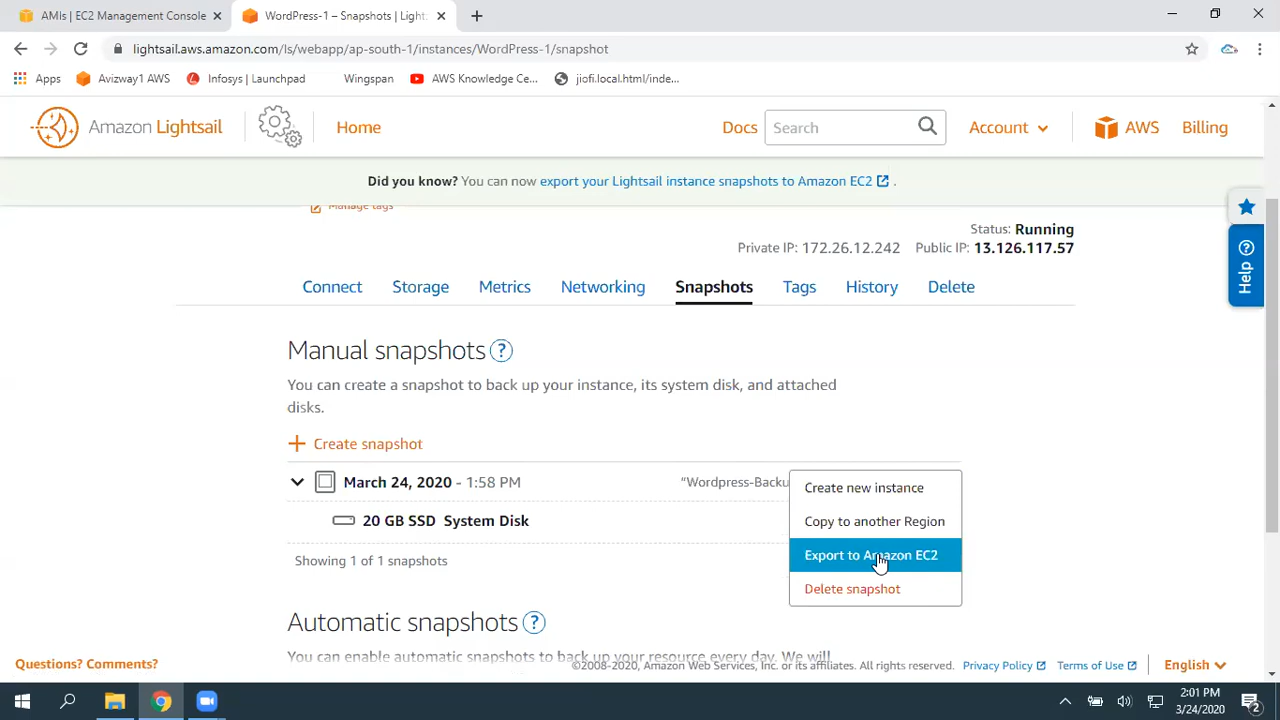 AMIs | EC2 Management Console
WordPress-1 – Snapshots | Light
lightsail.aws.amazon.com/ls/webapp/ap-south-1/instances/WordPress-1/snapshot
Apps Avizway1 AWS Infosys | Launchpad Wingspan AWS Knowledge Ce... jiofi.local.html/inde...
Amazon Lightsail Home Docs Search Account AWS Billing
Did you know? You can now export your Lightsail instance snapshots to Amazon EC2 .
Manage tags
Status: Running
Private IP: 172.26.12.242 Public IP: 13.126.117.57
Help ?
Connect Storage Metrics Networking Snapshots Tags History Delete
Manual snapshots ?
You can create a snapshot to back up your instance, its system disk, and attached
disks.
+ Create snapshot
March 24, 2020 - 1:58 PM "Wordpress-Backu
20 GB SSD System Disk
Showing 1 of 1 snapshots
Create new instance
Copy to another Region
Export to Amazon EC2
Delete snapshot
Automatic snapshots ?
You can enable automatic snapshots to back up your resource every day. We will
Questions? Comments? ©2008-2020, Amazon Web Services, Inc. or its affiliates. All rights reserved. Privacy Policy Terms of Use English
2:01 PM
3/24/2020
2